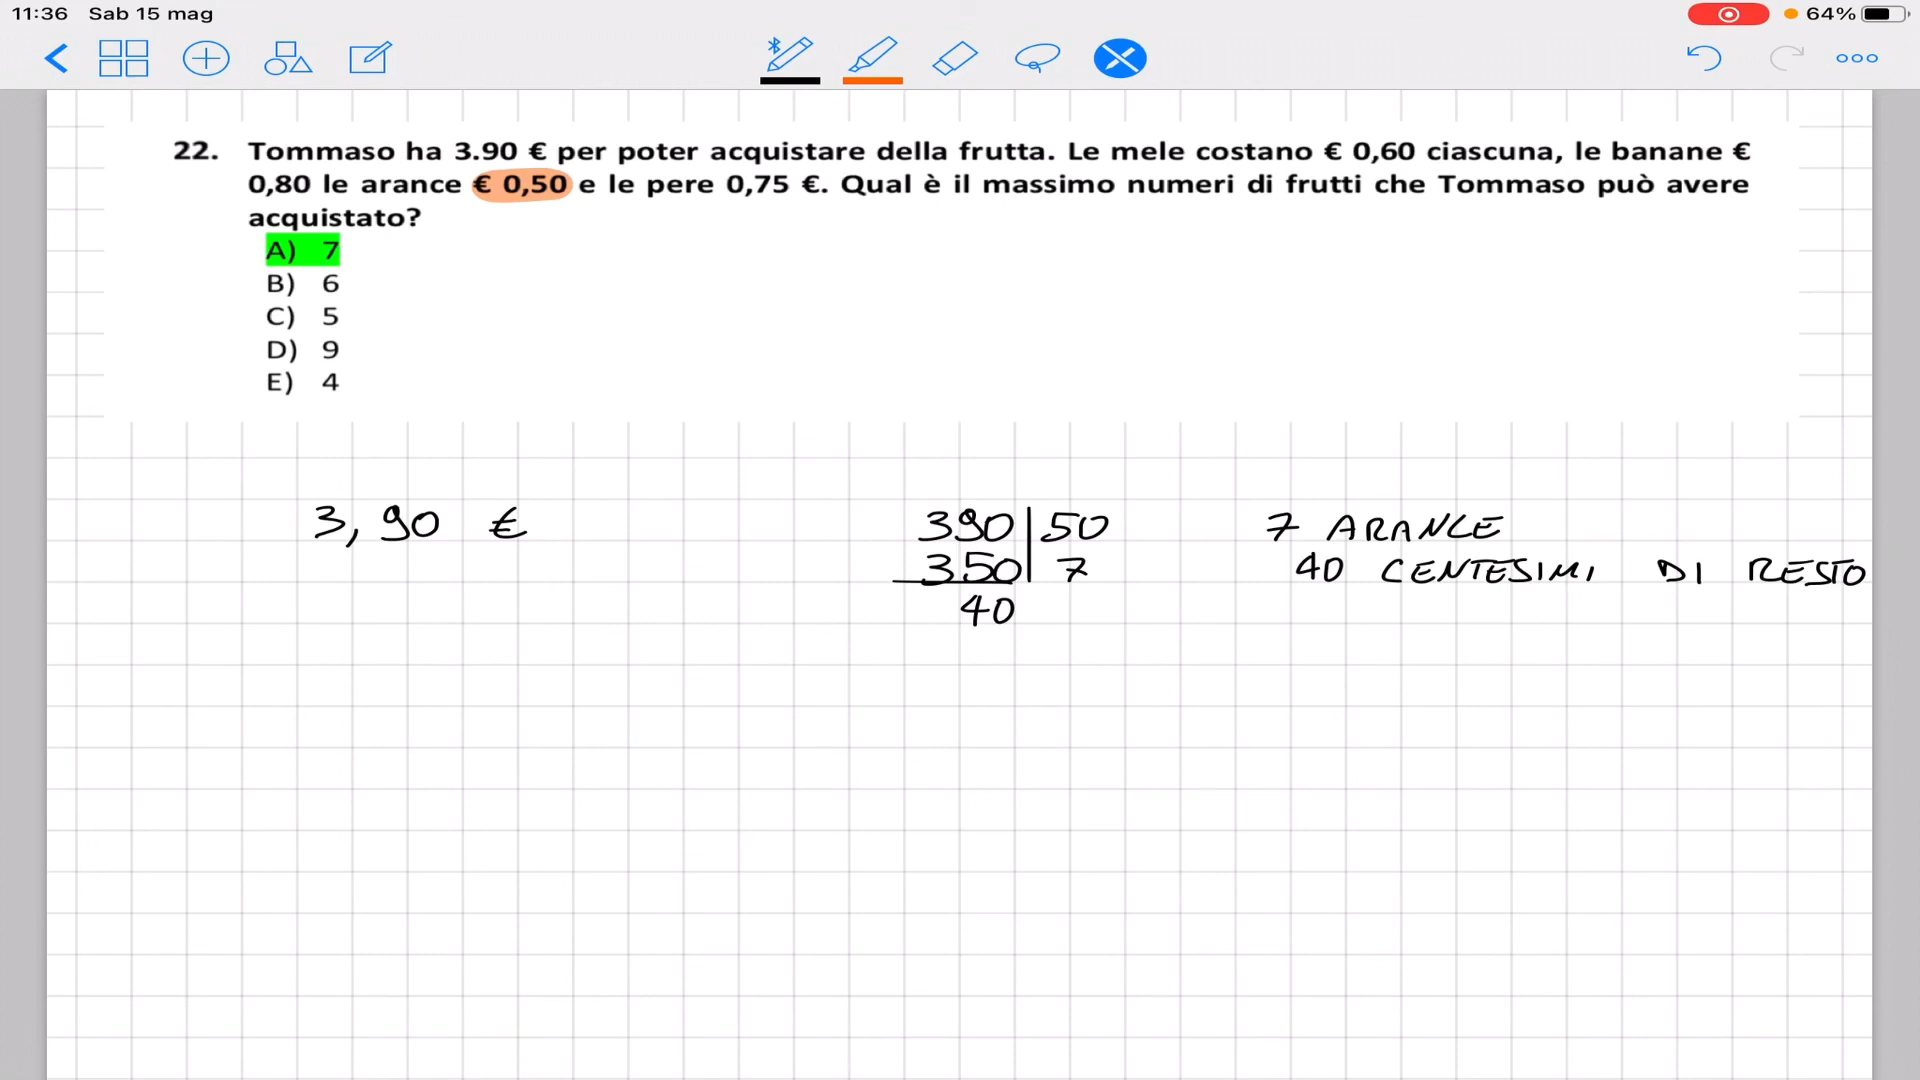 11:36 Sab 15 mag 64%
22. Tommaso ha 3.90 € per poter acquistare della frutta. Le mele costano € 0,60 ciascuna, le banane €
0,80 le arance € 0,50 e le pere 0,75 €. Qual è il massimo numeri di frutti che Tommaso può avere
acquistato?
A) 7
B) 6
C) 5
D) 9
E) 4
3,90 €
390 50
350 7
40
7 ARANCE
40 CENTESIMI DI RESTO